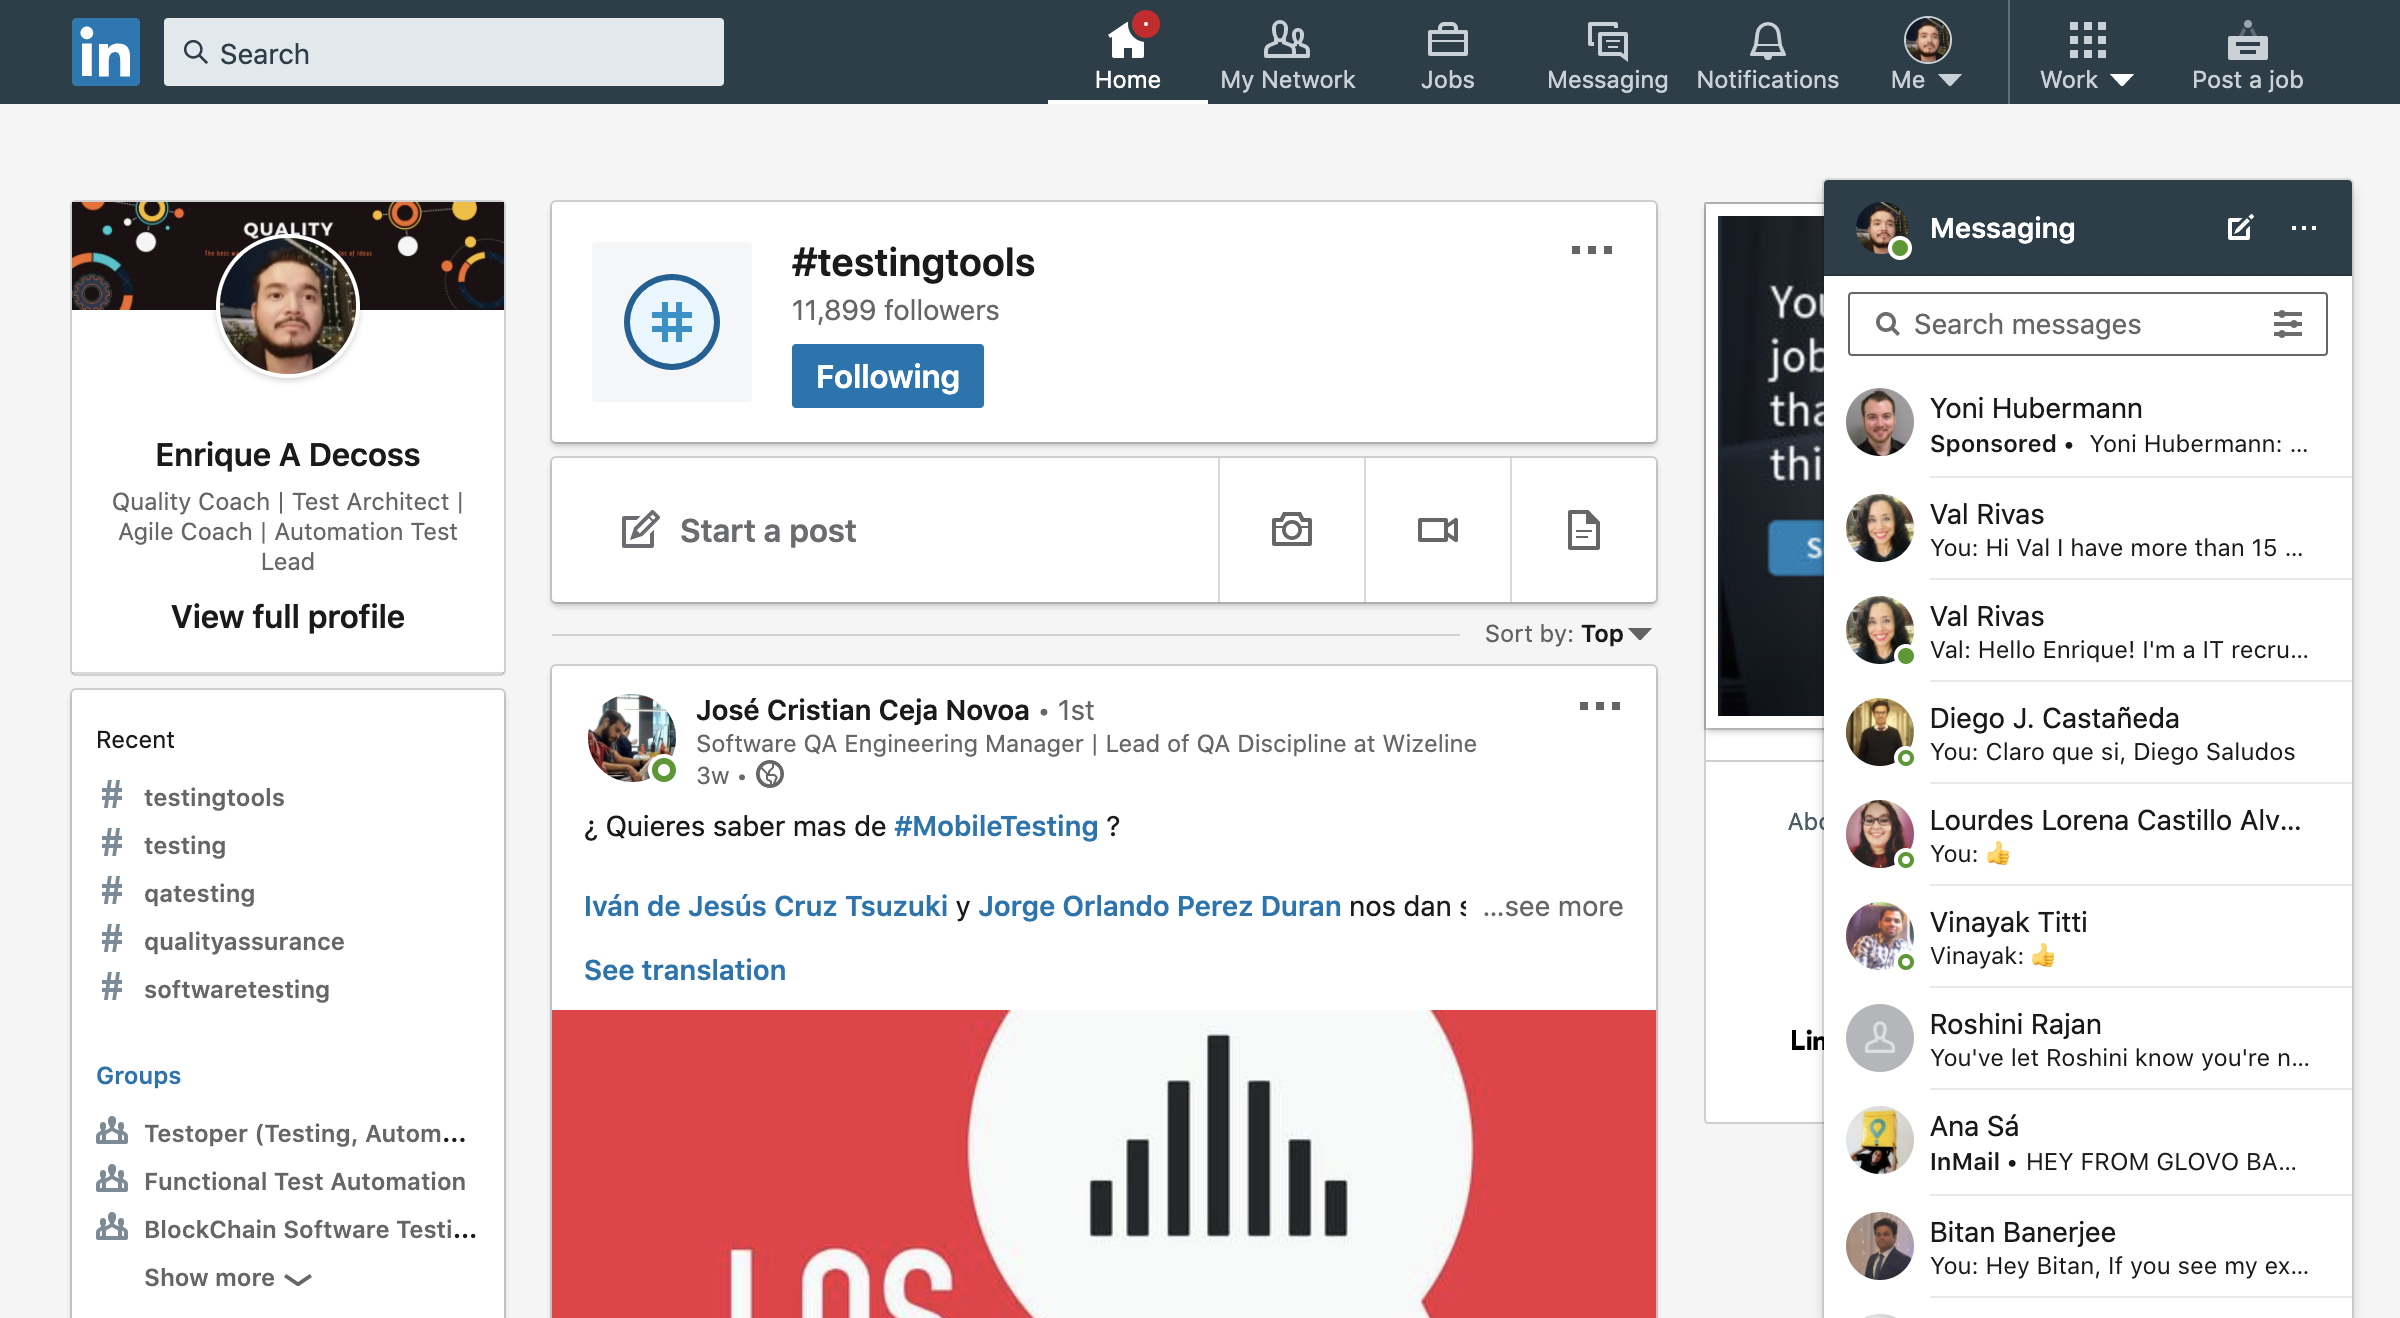 in
Search
Home
My Network
Jobs
Messaging
Notifications
Me
Work
Post a job
QUALITY
Enrique A Decoss
Quality Coach | Test Architect |
Agile Coach | Automation Test
Lead
View full profile
Recent
# testingtools
# testing
# qatesting
# qualityassurance
# softwaretesting
Groups
Testoper (Testing, Autom...
Functional Test Automation
BlockChain Software Testi...
Show more
#
#testingtools
11,899 followers
Following
Start a post
Sort by: Top
José Cristian Ceja Novoa • 1st
Software QA Engineering Manager | Lead of QA Discipline at Wizeline
3w •
¿ Quieres saber mas de #MobileTesting ?
Iván de Jesús Cruz Tsuzuki y Jorge Orlando Perez Duran nos dan s ...see more
See translation
LOS
Messaging
Search messages
Yoni Hubermann
Sponsored • Yoni Hubermann: ...
Val Rivas
You: Hi Val I have more than 15 ...
Val Rivas
Val: Hello Enrique! I'm a IT recru...
Diego J. Castañeda
You: Claro que si, Diego Saludos
Lourdes Lorena Castillo Alv...
You: 👍
Vinayak Titti
Vinayak: 👍
Roshini Rajan
You've let Roshini know you're n...
Ana Sá
InMail • HEY FROM GLOVO BA...
Bitan Banerjee
You: Hey Bitan, If you see my ex...